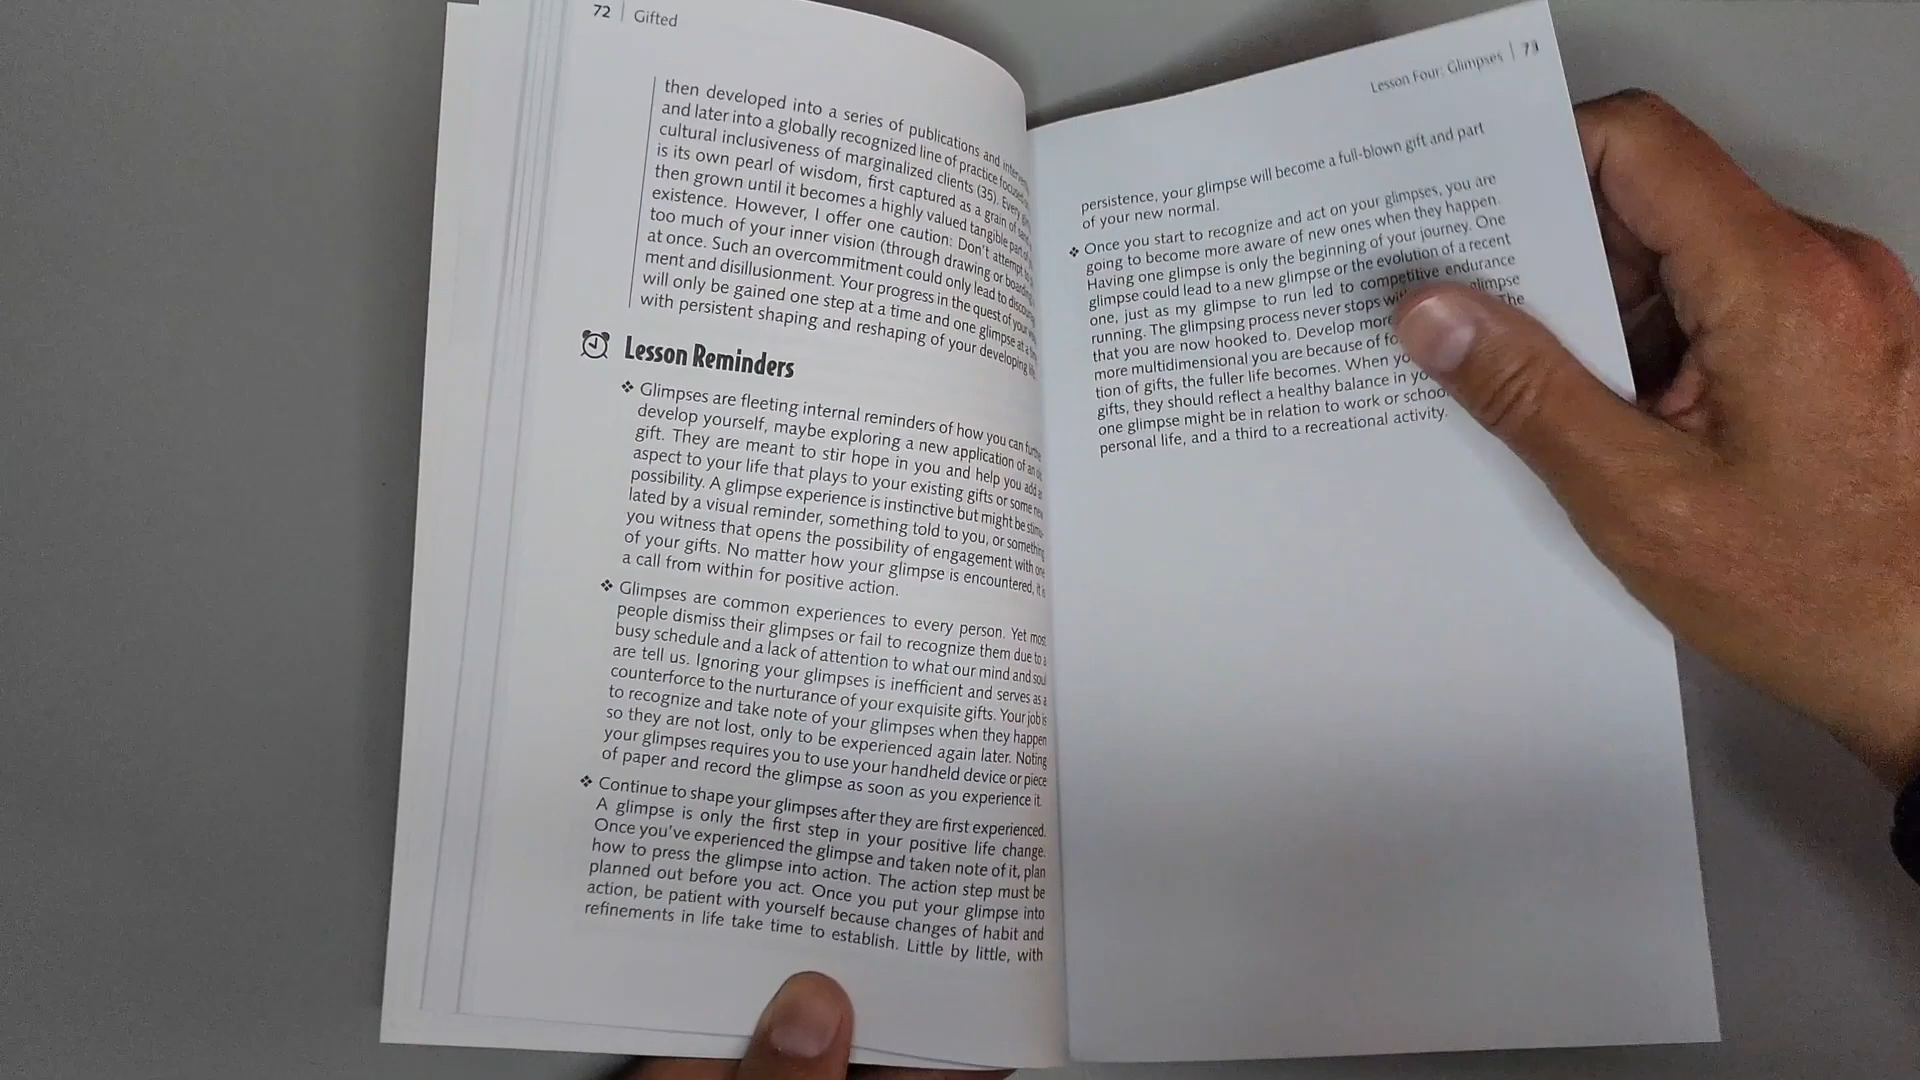 72 | Gifted
then developed into a series of publications and
and later into a globally recognized line of practice focused
cultural inclusiveness of marginalized clients (35). Every
is its own pearl of wisdom, first captured as a grain of
then grown until it becomes a highly valued tangible part
existence. However, I offer one caution: Don't attempt
too much of your inner vision (through drawing or
at once. Such an overcommitment could only lead to
ment and disillusionment. Your progress in the quest of your
will only be gained one step at a time and one glimpse at a
with persistent shaping and reshaping of your developing
Lesson Reminders
❖ Glimpses are fleeting internal reminders of how you can
develop yourself, maybe exploring a new application of an
gift. They are meant to stir hope in you and help you add
aspect to your life that plays to your existing gifts or some new
possibility. A glimpse experience is instinctive but might be stimu-
lated by a visual reminder, something told to you, or something
you witness that opens the possibility of engagement with one
of your gifts. No matter how your glimpse is encountered, it is
a call from within for positive action.
❖ Glimpses are common experiences to every person. Yet most
people dismiss their glimpses or fail to recognize them due to a
busy schedule and a lack of attention to what our mind and soul
are tell us. Ignoring your glimpses is inefficient and serves as a
counterforce to the nurturance of your exquisite gifts. Your job is
to recognize and take note of your glimpses when they happen
so they are not lost, only to be experienced again later. Noting
your glimpses requires you to use your handheld device or piece
of paper and record the glimpse as soon as you experience it.
❖ Continue to shape your glimpses after they are first experienced.
A glimpse is only the first step in your positive life change.
Once you've experienced the glimpse and taken note of it, plan
how to press the glimpse into action. The action step must be
planned out before you act. Once you put your glimpse into
action, be patient with yourself because changes of habit and
refinements in life take time to establish. Little by little, with
Lesson Four: Glimpses | 73
persistence, your glimpse will become a full-blown gift and part
of your new normal.
❖ Once you start to recognize and act on your glimpses, you are
going to become more aware of new ones when they happen.
Having one glimpse is only the beginning of your journey. One
glimpse could lead to a new glimpse or the evolution of a recent
one, just as my glimpse to run led to competitive endurance
running. The glimpsing process never stops glimpse
that you are now hooked to. Develop more The
more multidimensional you are because of
tion of gifts, the fuller life becomes. When
gifts, they should reflect a healthy balance in
one glimpse might be in relation to work or
personal life, and a third to a recreational activity.